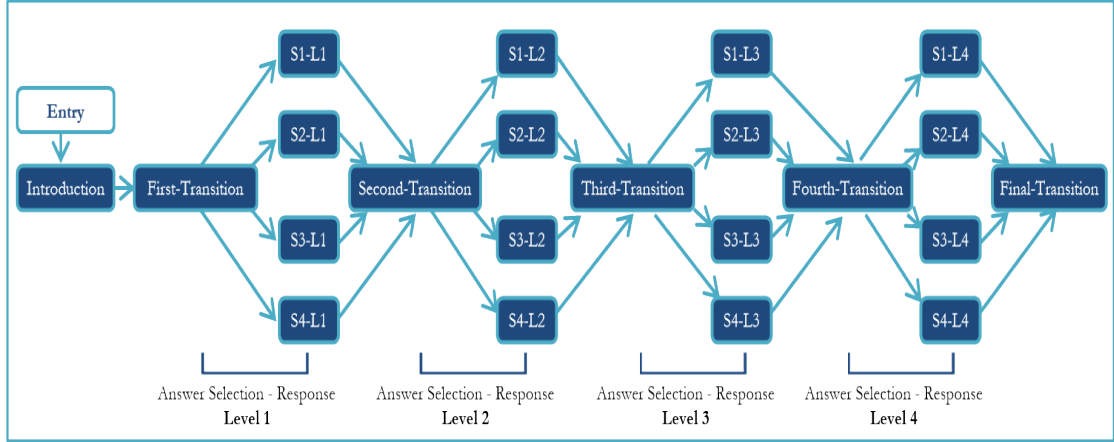 S1-L1 S1-L2 S1-L3 S1-L4
Entry
S2-L1 S2-L2 S2-L3 S2-L4
Introduction First-Transition Second-Transition Third-Transition Fourth-Transition Final-Transition
S3-L1 S3-L2 S3-L3 S3-L4
S4-L1 S4-L2 S4-L3 S4-L4
Answer Selection - Response Answer Selection - Response Answer Selection - Response Answer Selection - Response
Level 1 Level 2 Level 3 Level 4